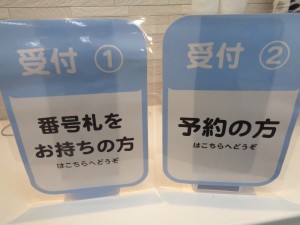 受付 ①
番号札を
お持ちの方
はこちらへどうぞ
受付 ②
予約の方
はこちらへどうぞ